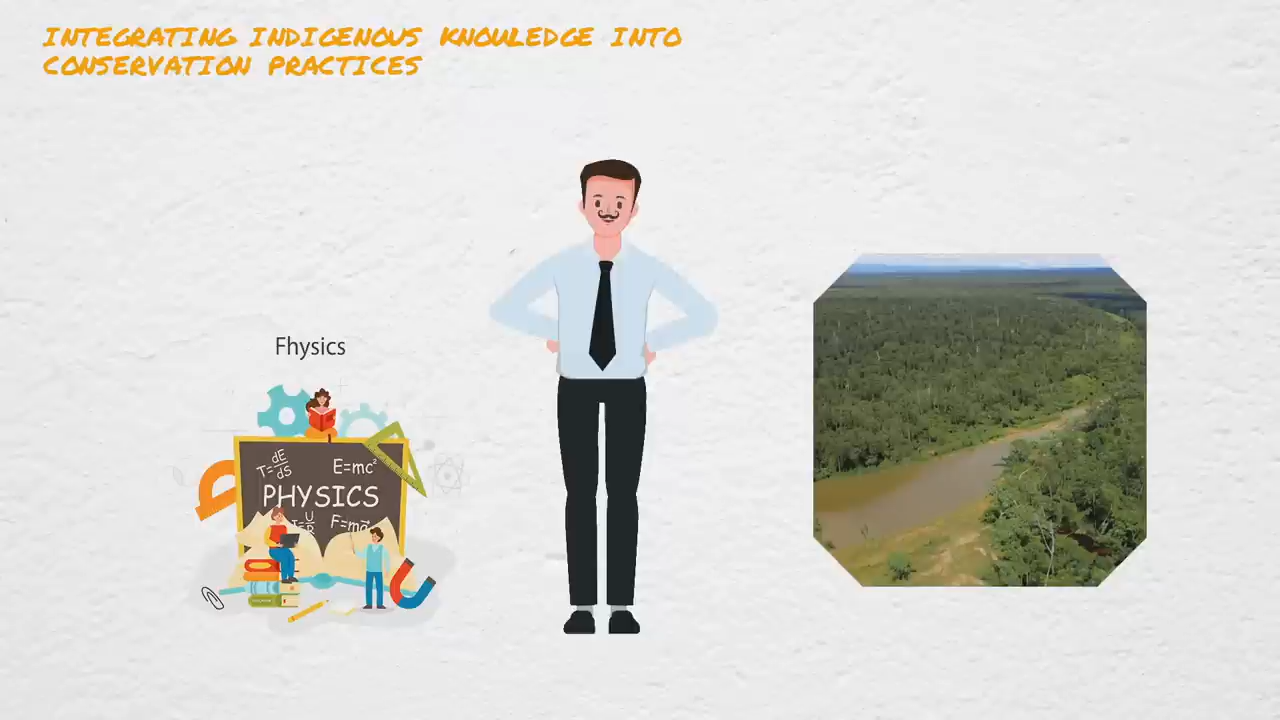 INTEGRATING INDIGENOUS KNOWLEDGE INTO
CONSERVATION PRACTICES
Fhysics
T=dE/dS
E=mc²
PHYSICS
I=U/R
F=ma